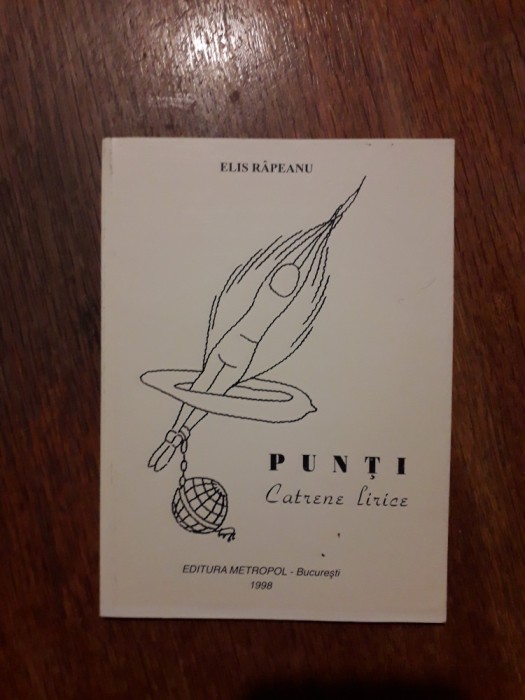 ELIS RÂPEANU
PUNȚI
Catrene lirice
EDITURA METROPOL - București
1998